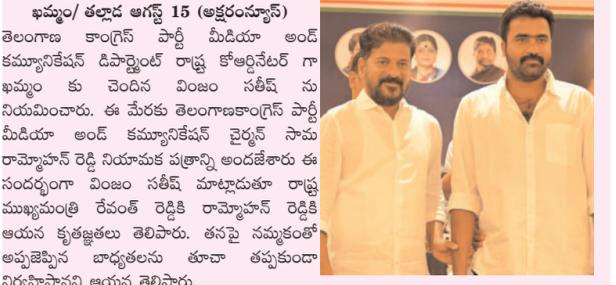 ఖమ్మం/ తల్లాడ ఆగస్ట్ 15 (అక్షరంన్యూస్)
తెలంగాణ కాంగ్రెస్ పార్టీ మీడియా అండ్
కమ్యూనికేషన్ డిపార్ట్మెంట్ రాష్ట్ర కోఆర్డినేటర్ గా
ఖమ్మం కు చెందిన వింజం సతీష్ ను
నియమించారు. ఈ మేరకు తెలంగాణకాంగ్రెస్ పార్టీ
మీడియా అండ్ కమ్యూనికేషన్ చైర్మన్ సామ
రామ్మోహన్ రెడ్డి నియామక పత్రాన్ని అందజేశారు ఈ
సందర్భంగా వింజం సతీష్ మాట్లాడుతూ రాష్ట్ర
ముఖ్యమంత్రి రేవంత్ రెడ్డికి రామ్మోహన్ రెడ్డికి
ఆయన కృతజ్ఞతలు తెలిపారు. తనపై నమ్మకంతో
అప్పజెప్పిన బాధ్యతలను తూచా తప్పకుండా
నిర్వహిస్తానని ఆయన తెలిపారు.